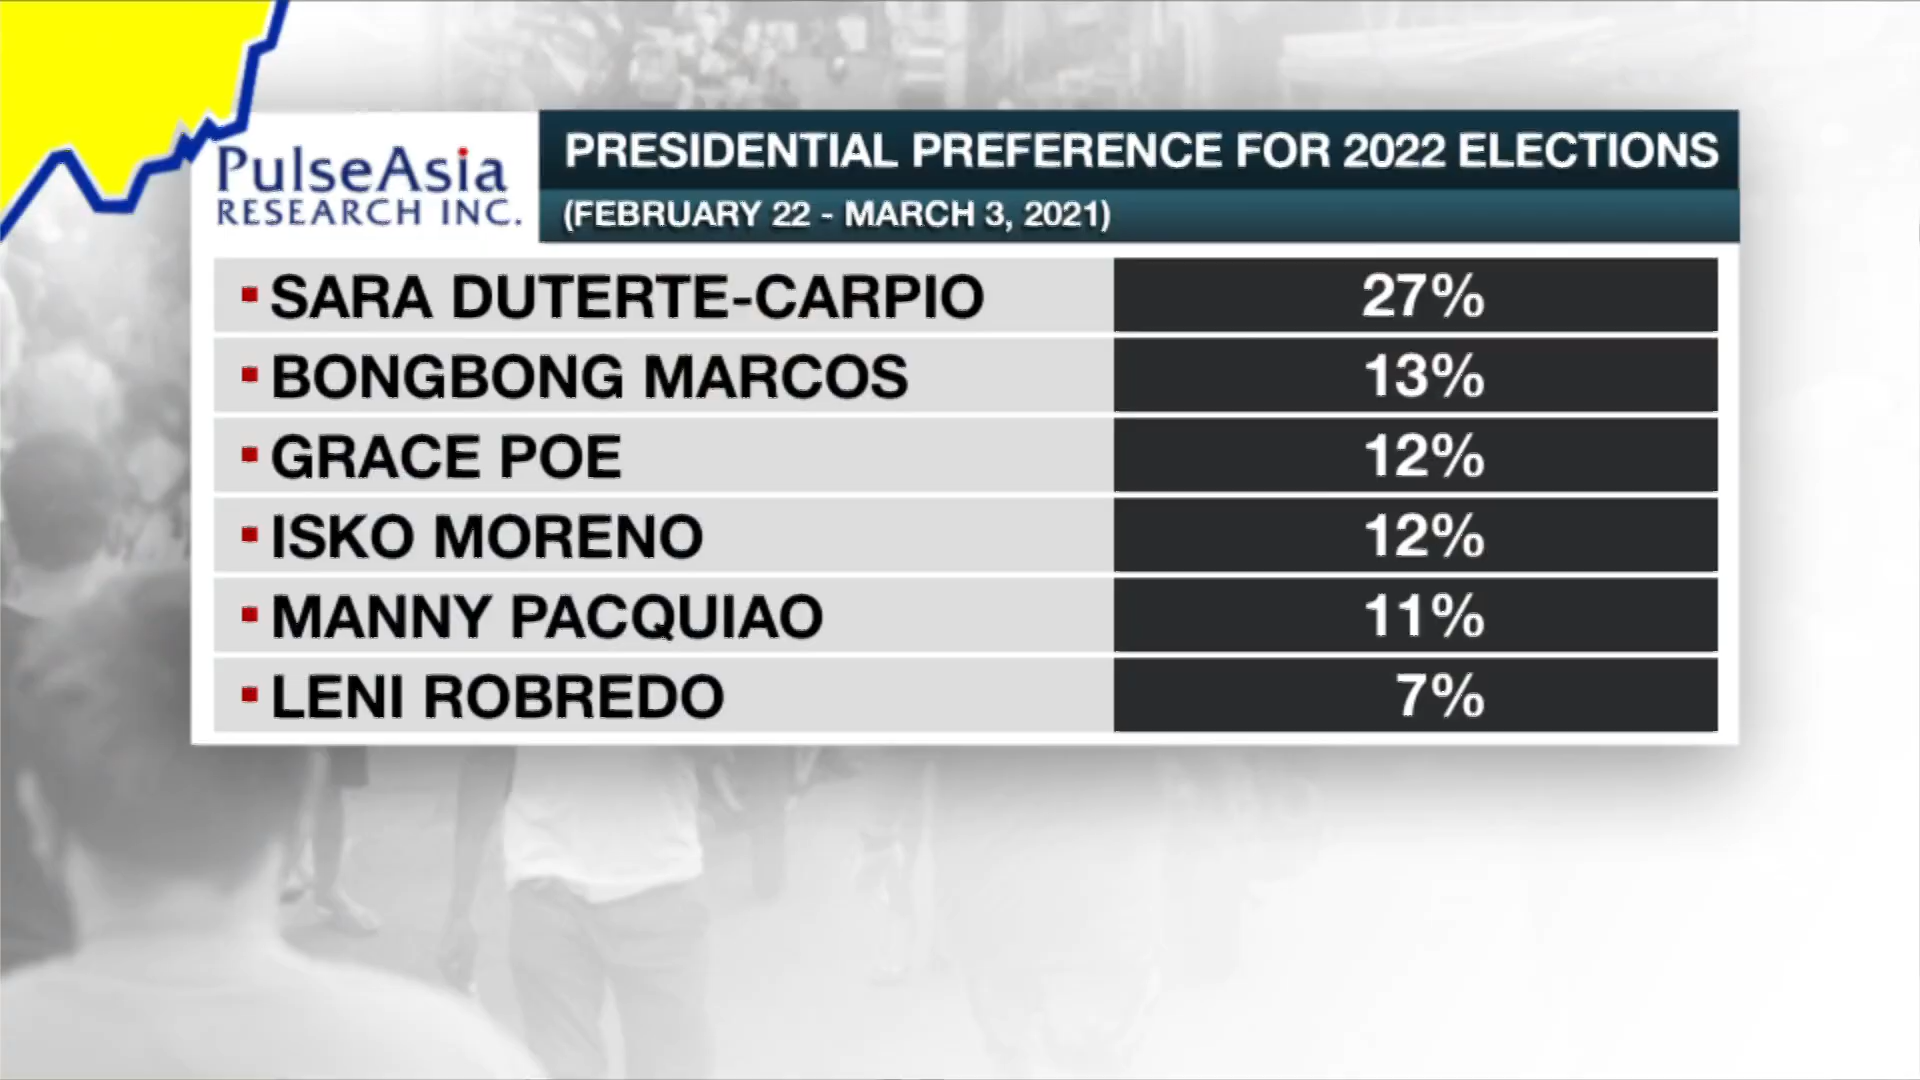 PulseAsia
RESEARCH INC.
PRESIDENTIAL PREFERENCE FOR 2022 ELECTIONS
(FEBRUARY 22 - MARCH 3, 2021)
SARA DUTERTE-CARPIO 27%
BONGBONG MARCOS 13%
GRACE POE 12%
ISKO MORENO 12%
MANNY PACQUIAO 11%
LENI ROBREDO 7%